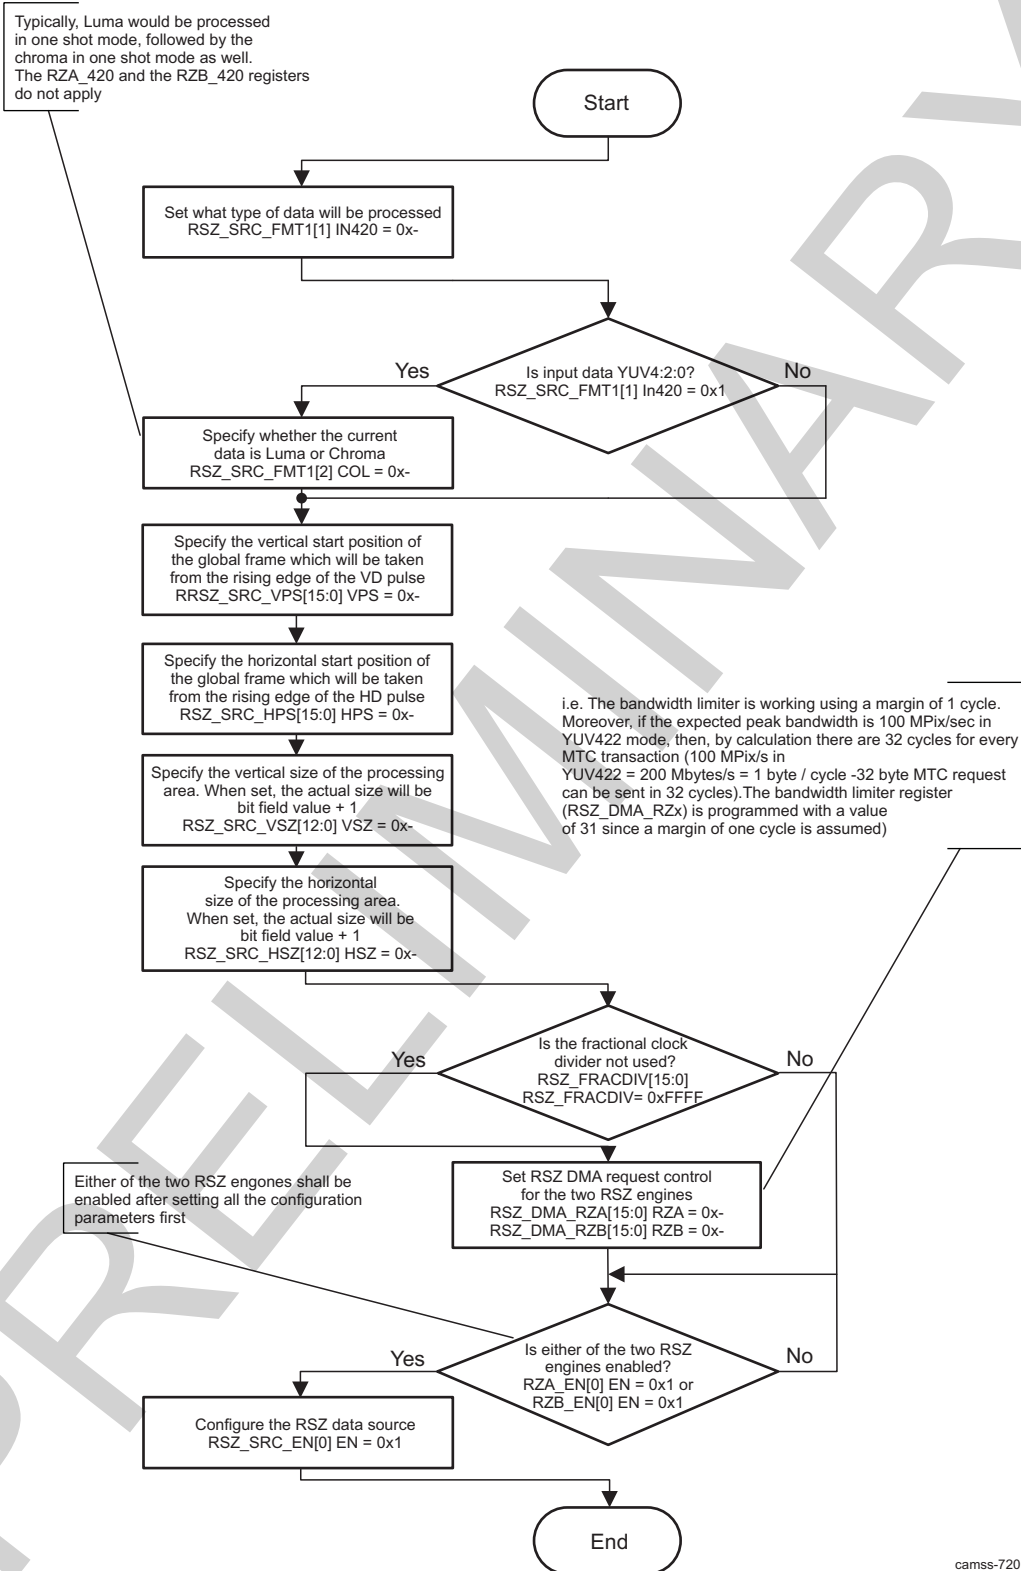 Typically, Luma would be processed
in one shot mode, followed by the
chroma in one shot mode as well.
The RZA_420 and the RZB_420 registers
do not apply
Start
Set what type of data will be processed
RSZ_SRC_FMT1[1] IN420 = 0x-
Yes
Is input data YUV4:2:0?
RSZ_SRC_FMT1[1] In420 = 0x1
No
Specify whether the current
data is Luma or Chroma
RSZ_SRC_FMT1[2] COL = 0x-
Specify the vertical start position of
the global frame which will be taken
from the rising edge of the VD pulse
RRSZ_SRC_VPS[15:0] VPS = 0x-
Specify the horizontal start position of
the global frame which will be taken
from the rising edge of the HD pulse
RSZ_SRC_HPS[15:0] HPS = 0x-
i.e. The bandwidth limiter is working using a margin of 1 cycle.
Moreover, if the expected peak bandwidth is 100 MPix/sec in
YUV422 mode, then, by calculation there are 32 cycles for every
MTC transaction (100 MPix/s in
YUV422 = 200 Mbytes/s = 1 byte / cycle -32 byte MTC request
can be sent in 32 cycles).The bandwidth limiter register
(RSZ_DMA_RZx) is programmed with a value
of 31 since a margin of one cycle is assumed)
Specify the vertical size of the processing
area. When set, the actual size will be
bit field value + 1
RSZ_SRC_VSZ[12:0] VSZ = 0x-
Specify the horizontal
size of the processing area.
When set, the actual size will be
bit field value + 1
RSZ_SRC_HSZ[12:0] HSZ = 0x-
Yes
Is the fractional clock
divider not used?
RSZ_FRACDIV[15:0]
RSZ_FRACDIV= 0xFFFF
No
Set RSZ DMA request control
for the two RSZ engines
RSZ_DMA_RZA[15:0] RZA = 0x-
RSZ_DMA_RZB[15:0] RZB = 0x-
Either of the two RSZ engones shall be
enabled after setting all the configuration
parameters first
Yes
Is either of the two RSZ
engines enabled?
RZA_EN[0] EN = 0x1 or
RZB_EN[0] EN = 0x1
No
Configure the RSZ data source
RSZ_SRC_EN[0] EN = 0x1
End
camss-720
PRELIMINARY